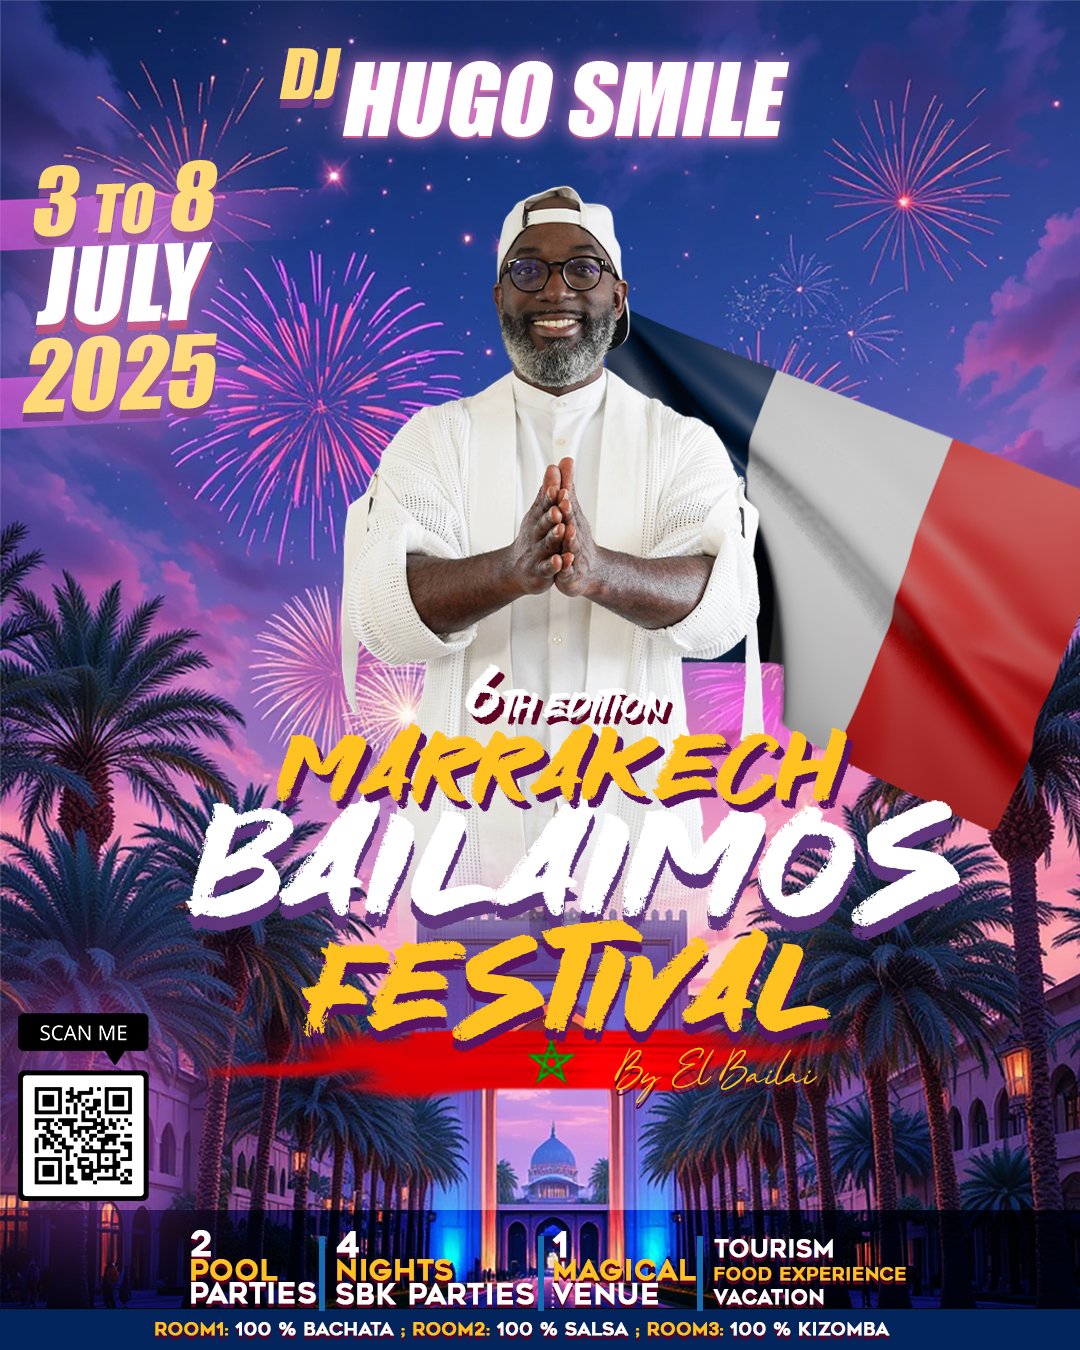 DJ HUGO SMILE
3 TO 8
JULY
2025
6TH EDITION
MARRAKECH
BAILAIMOS
FESTIVAL
By El Bailai
SCAN ME
2
POOL
PARTIES
4
NIGHTS
SBK PARTIES
1
MAGICAL
VENUE
TOURISM
FOOD EXPERIENCE
VACATION
ROOM1: 100 % BACHATA ; ROOM2: 100 % SALSA ; ROOM3: 100 % KIZOMBA